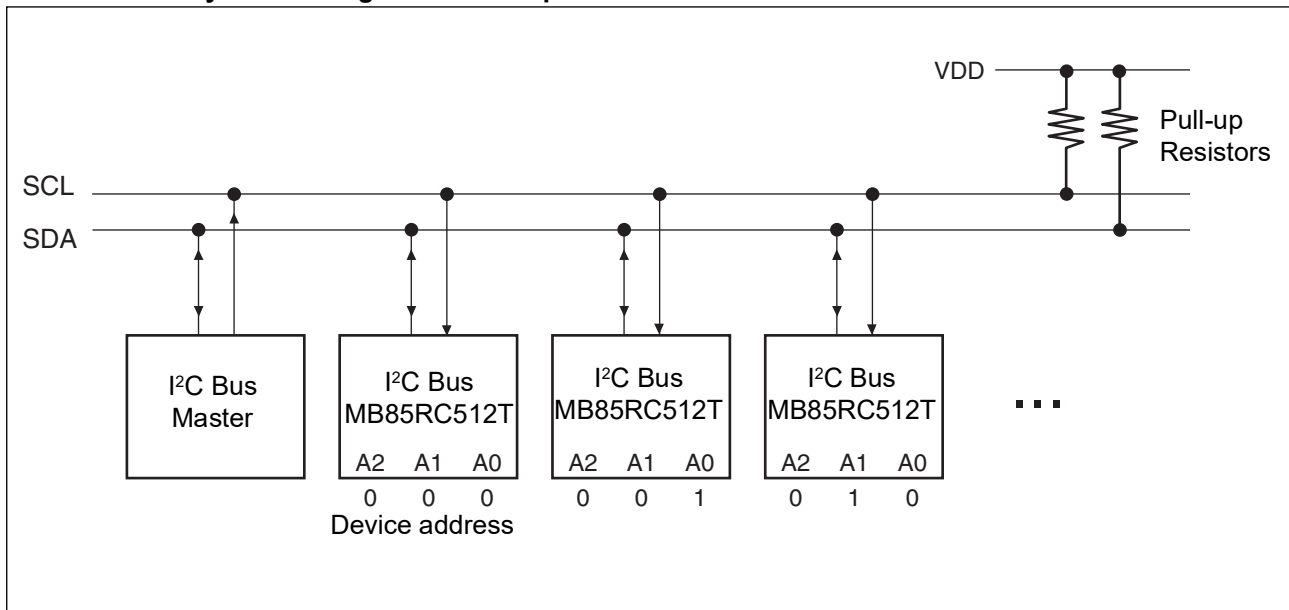 VDD
Pull-up
Resistors
SCL
SDA
I²C Bus
Master
I²C Bus
MB85RC512T
A2 A1 A0
0 0 0
Device address
I²C Bus
MB85RC512T
A2 A1 A0
0 0 1
I²C Bus
MB85RC512T
A2 A1 A0
0 1 0
...